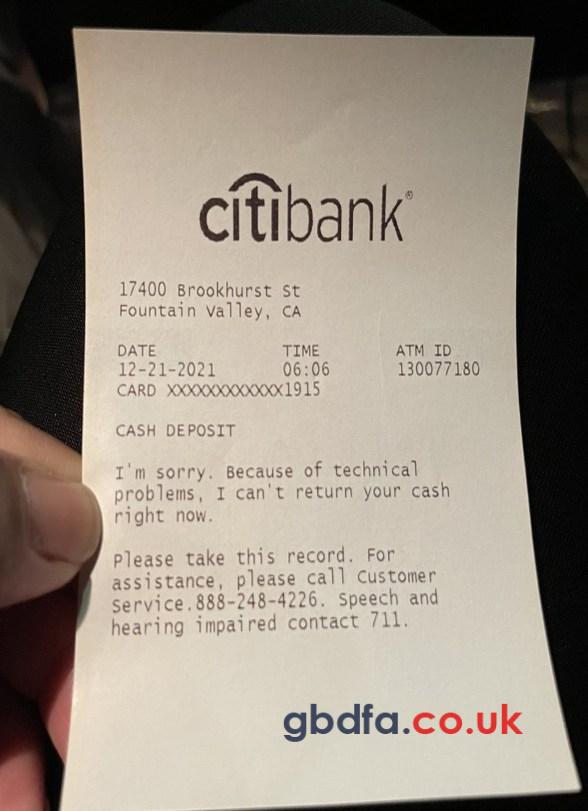 citibank®
17400 Brookhurst St
Fountain Valley, CA
DATE TIME ATM ID
12-21-2021 06:06 130077180
CARD XXXXXXXXXXXX1915
CASH DEPOSIT
I'm sorry. Because of technical
problems, I can't return your cash
right now.
Please take this record. For
assistance, please call Customer
Service.888-248-4226. Speech and
hearing impaired contact 711.
gbdfa.co.uk